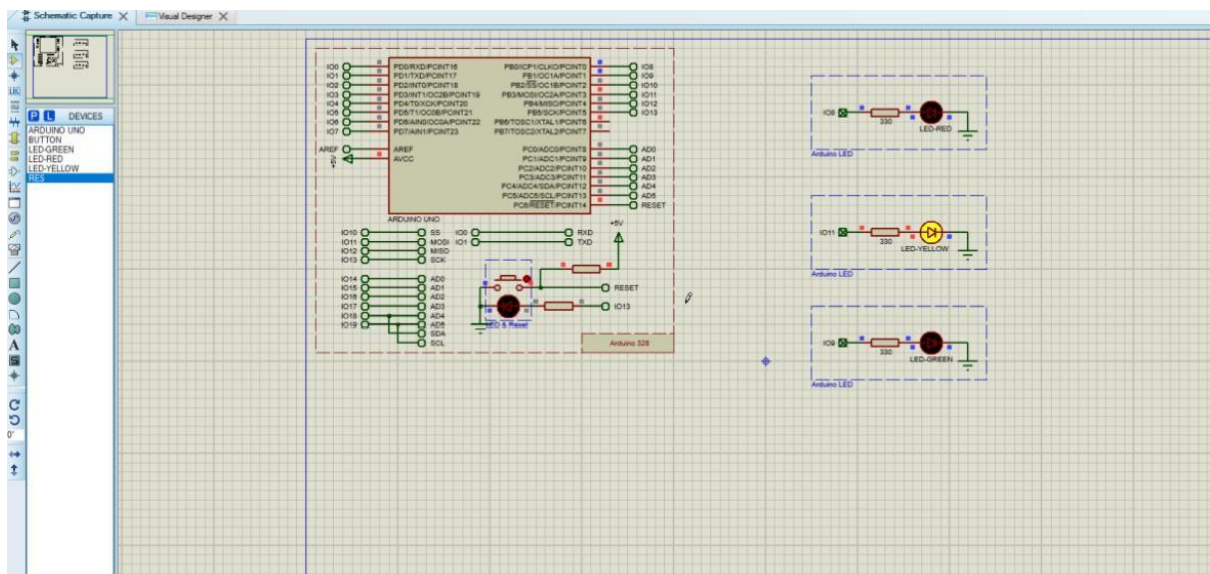 Schematic Capture X Visual Designer X
P L DEVICES
ARDUINO UNO
BUTTON
LED-GREEN
LED-RED
LED-YELLOW
RES
0°
IO0 PD0/RXD/PCINT16 PB0/ICP1/CLKO/PCINT0 IO8
IO1 PD1/TXD/PCINT17 PB1/OC1A/PCINT1 IO9
IO2 PD2/INT0/PCINT18 PB2/SS/OC1B/PCINT2 IO10
IO3 PD3/INT1/OC2B/PCINT19 PB3/MOSI/OC2A/PCINT3 IO11
IO4 PD4/T0/XCK/PCINT20 PB4/MISO/PCINT4 IO12
IO5 PD5/T1/OC0B/PCINT21 PB5/SCK/PCINT5 IO13
IO6 PD6/AIN0/OC0A/PCINT22 PB6/TOSC1/XTAL1/PCINT6
IO7 PD7/AIN1/PCINT23 PB7/TOSC2/XTAL2/PCINT7
AREF AREF PC0/ADC0/PCINT8 AD0
+5V AVCC PC1/ADC1/PCINT9 AD1
PC2/ADC2/PCINT10 AD2
PC3/ADC3/PCINT11 AD3
PC4/ADC4/SDA/PCINT12 AD4
PC5/ADC5/SCL/PCINT13 AD5
PC6/RESET/PCINT14 RESET
ARDUINO UNO
+5V
IO10 SS IO0 RXD
IO11 MOSI IO1 TXD
IO12 MISO
IO13 SCK
IO14 AD0
IO15 AD1 RESET
IO16 AD2
IO17 AD3 IO13
IO18 AD4
IO19 AD5
SDA
SCL
LED & Reset
Arduino 328
IO8 330 LED-RED
Arduino LED
IO11 330 LED-YELLOW
Arduino LED
IO9 330 LED-GREEN
Arduino LED